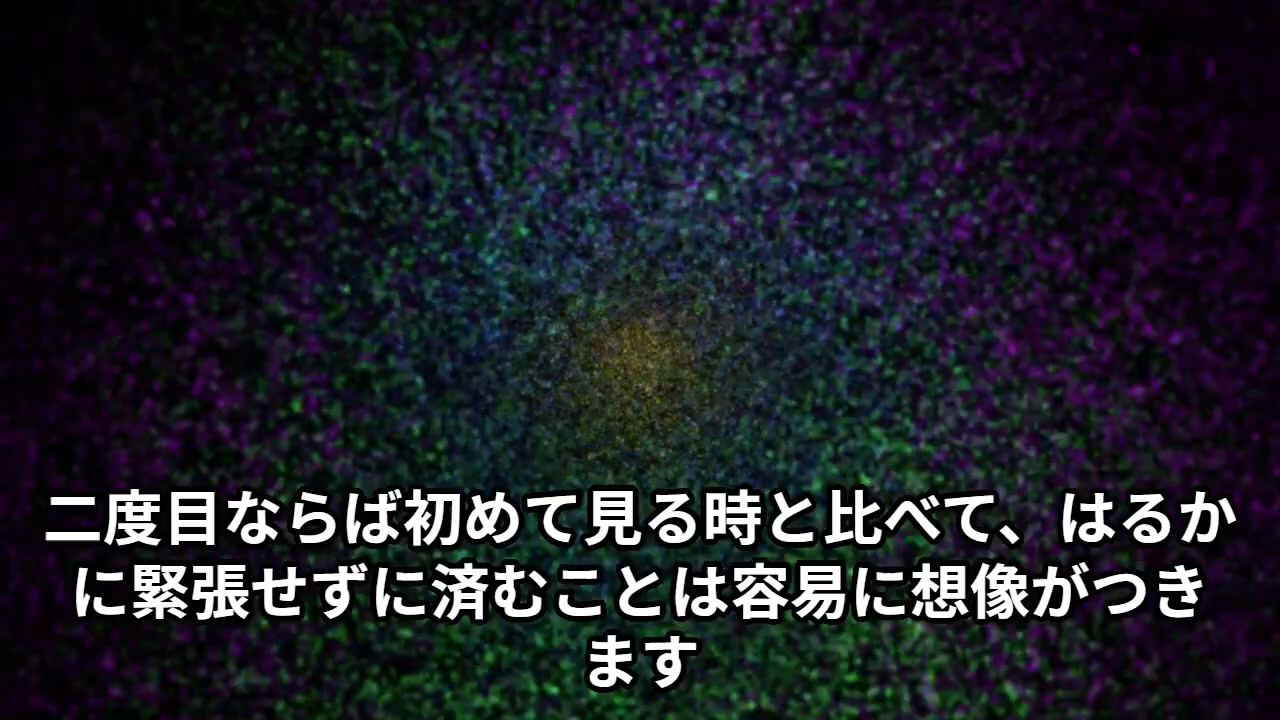 二度目ならば初めて見る時と比べて、はるか
に緊張せずに済むことは容易に想像がつき
ます